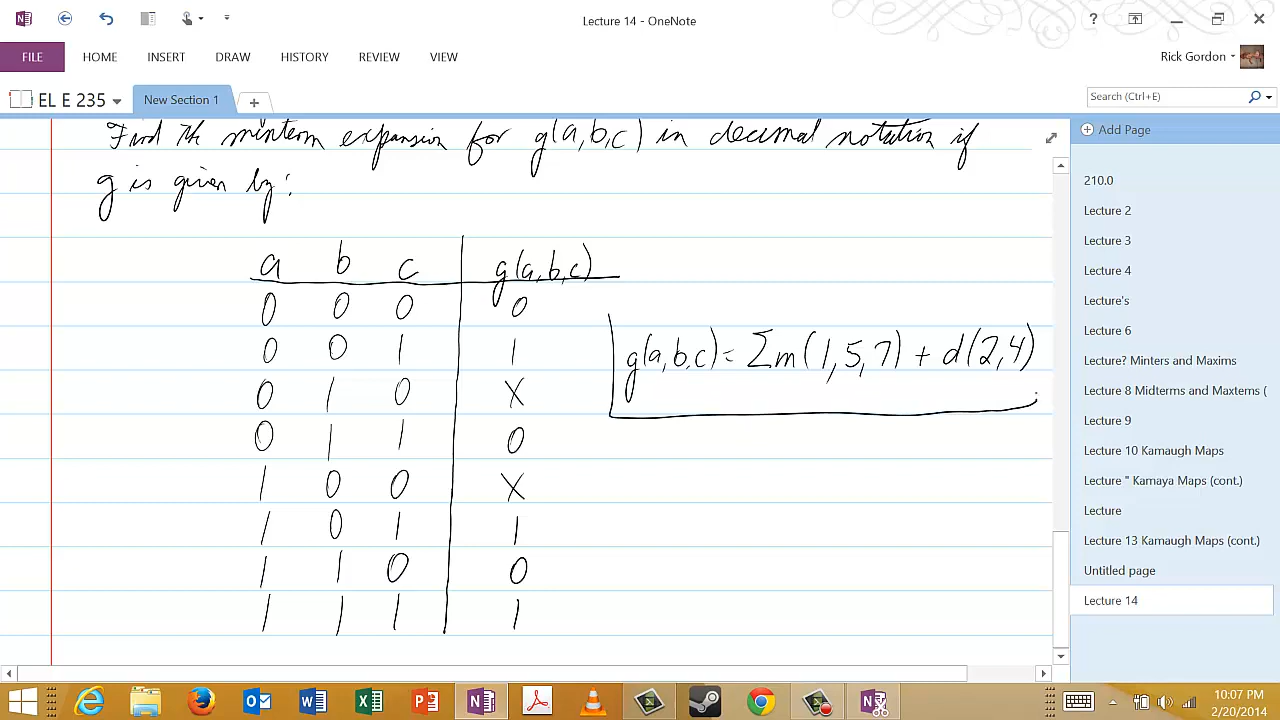 Lecture 14 - OneNote
?
FILE HOME INSERT DRAW HISTORY REVIEW VIEW
Rick Gordon
EL E 235 New Section 1
Search (Ctrl+E)
Find the minterm expansion for g(a,b,c) in decimal notation if
g is given by:
a b c g(a,b,c)
0 0 0 0
0 0 1 1
0 1 0 X
0 1 1 0
1 0 0 X
1 0 1 1
1 1 0 0
1 1 1 1
g(a,b,c) = Σm(1,5,7) + d(2,4)
Add Page
210.0
Lecture 2
Lecture 3
Lecture 4
Lecture's
Lecture 6
Lecture? Minters and Maxims
Lecture 8 Midterms and Maxtems (
Lecture 9
Lecture 10 Kamaugh Maps
Lecture " Kamaya Maps (cont.)
Lecture
Lecture 13 Kamaugh Maps (cont.)
Untitled page
Lecture 14
10:07 PM
2/20/2014